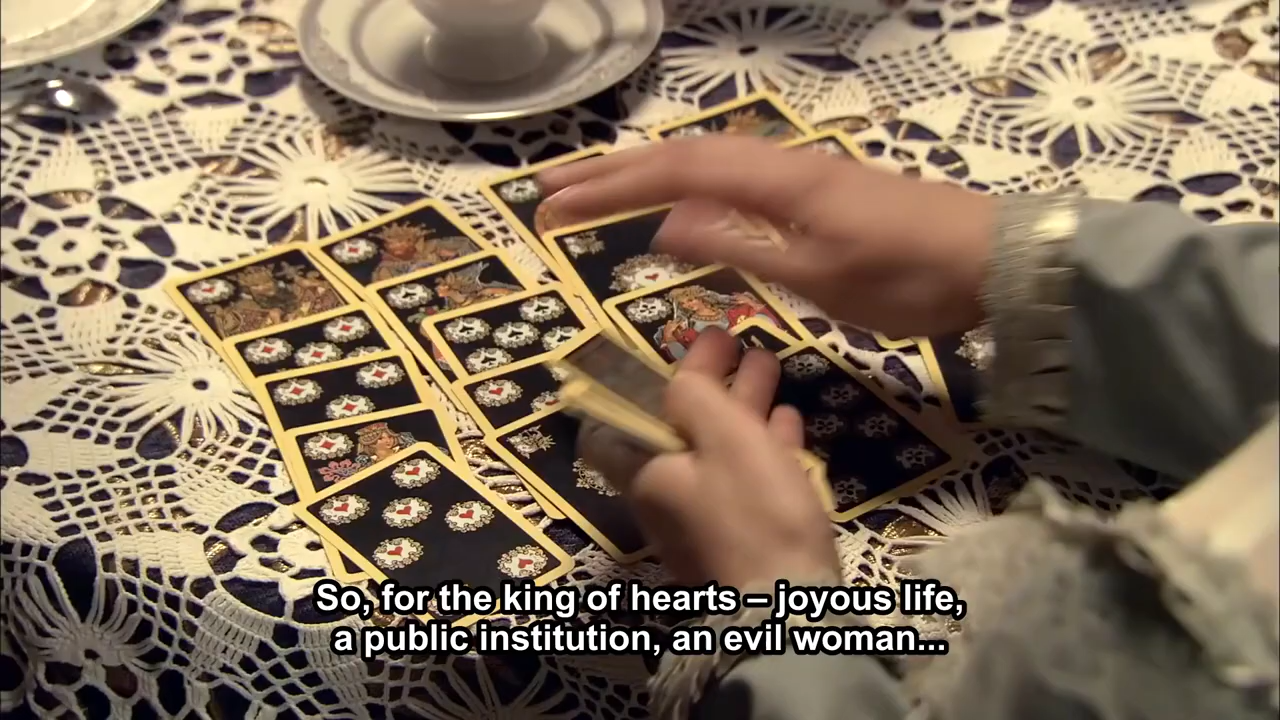 So, for the king of hearts – joyous life,
a public institution, an evil woman...